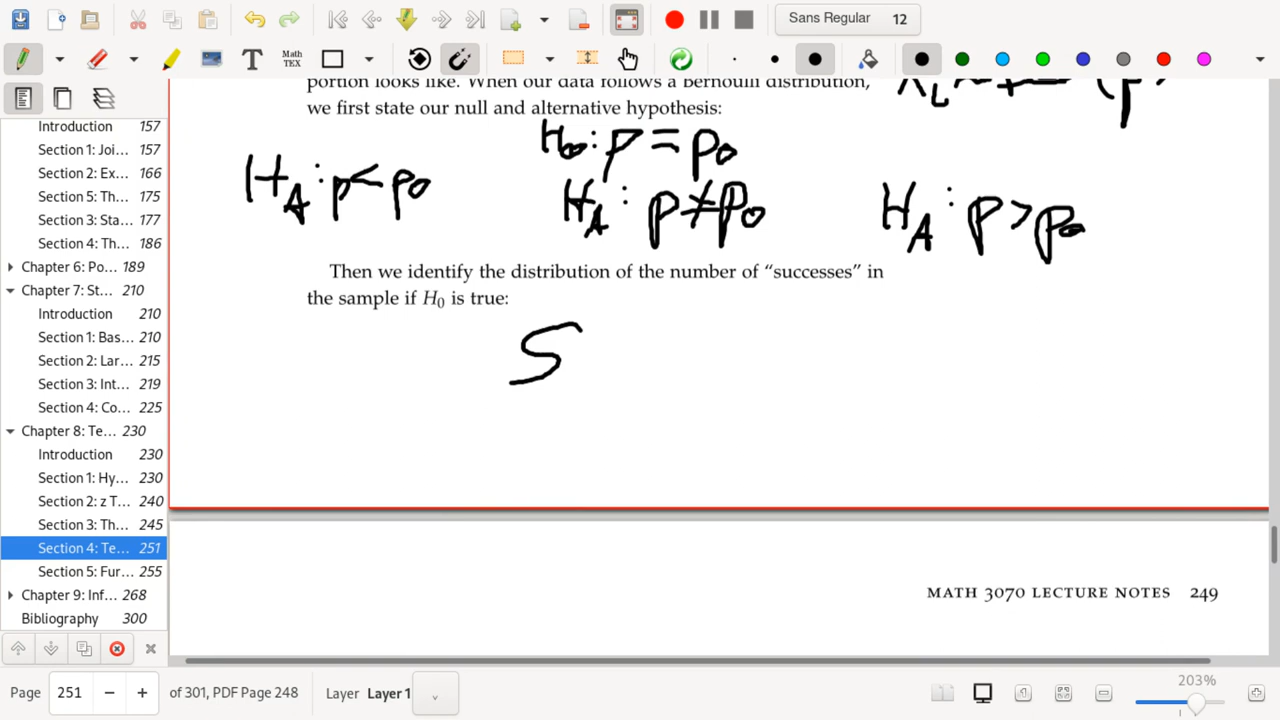 Sans Regular 12
T Math TEX
Introduction 157
Section 1: Joi... 157
Section 2: Ex... 166
Section 5: Th... 175
Section 3: Sta... 177
Section 4: Th... 186
Chapter 6: Po... 189
Chapter 7: St... 210
Introduction 210
Section 1: Bas... 210
Section 2: Lar... 215
Section 3: Int... 219
Section 4: Co... 225
Chapter 8: Te... 230
Introduction 230
Section 1: Hy... 230
Section 2: z T... 240
Section 3: Th... 245
Section 4: Te... 251
Section 5: Fur... 255
Chapter 9: Inf... 268
Bibliography 300
portion looks like. When our data follows a Bernoulli distribution,
we first state our null and alternative hypothesis:
H₀: p = p₀
H_A: p < p₀
H_A: p ≠ p₀
H_A: p > p₀
Then we identify the distribution of the number of “successes” in
the sample if H₀ is true:
S
MATH 3070 LECTURE NOTES 249
Page 251 of 301, PDF Page 248 Layer Layer 1 203%